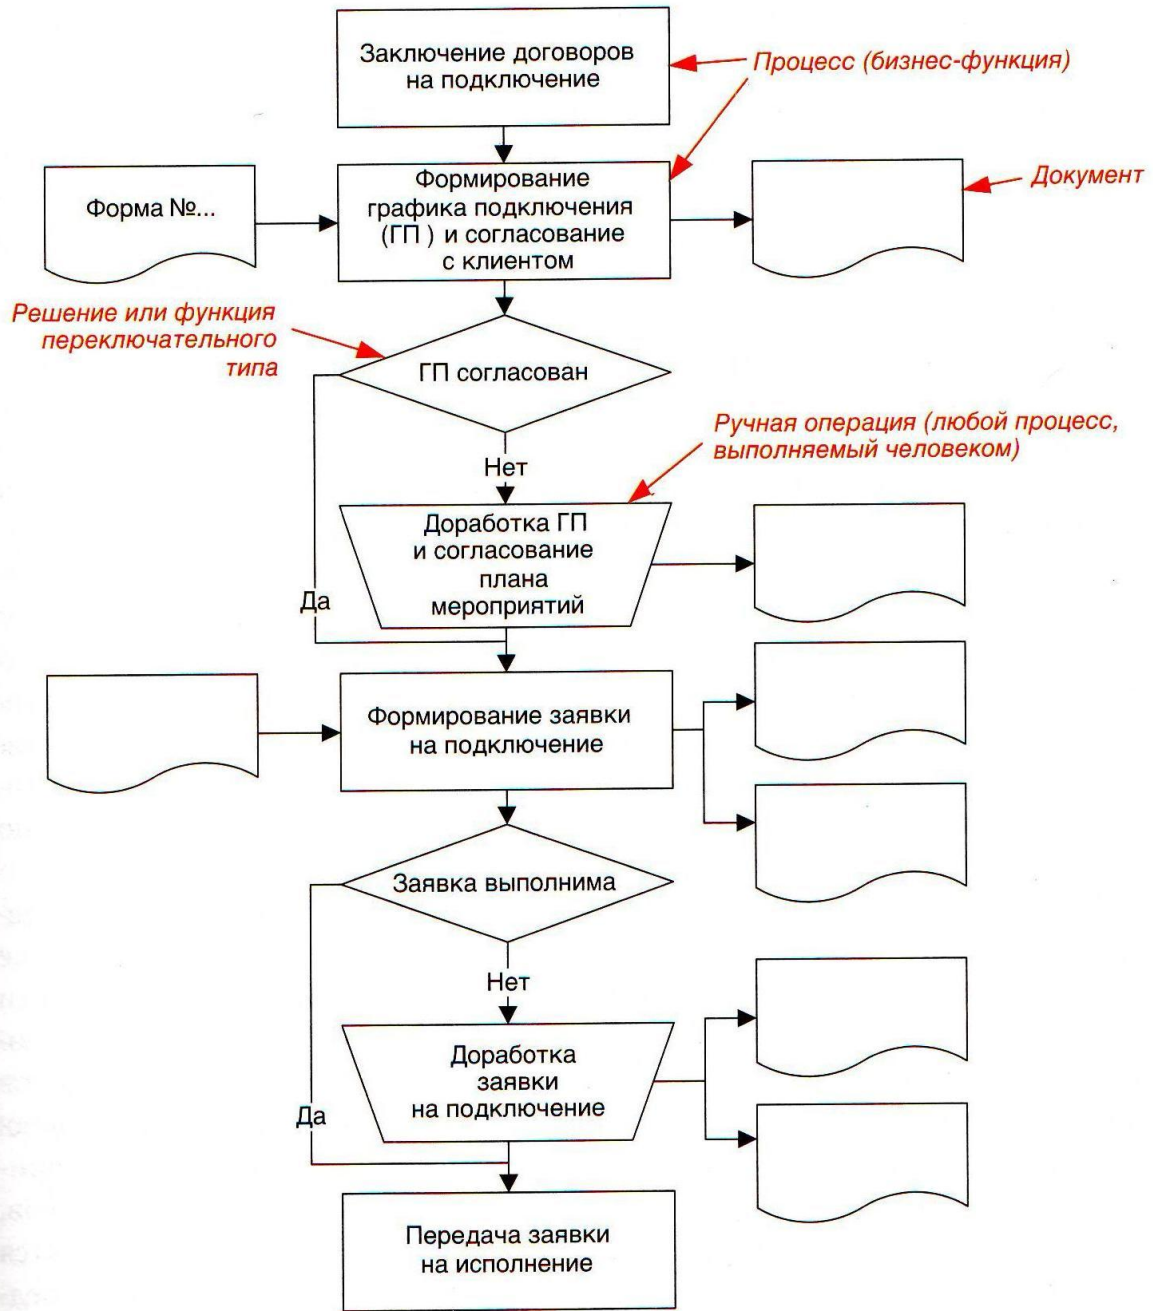 Заключение договоров
на подключение
Процесс (бизнес-функция)
Форма №...
Формирование
графика подключения
(ГП ) и согласование
с клиентом
Документ
Решение или функция
переключательного
типа
ГП согласован
Ручная операция (любой процесс,
выполняемый человеком)
Нет
Доработка ГП
и согласование
плана
мероприятий
Да
Формирование заявки
на подключение
Заявка выполнима
Нет
Доработка
заявки
на подключение
Да
Передача заявки
на исполнение